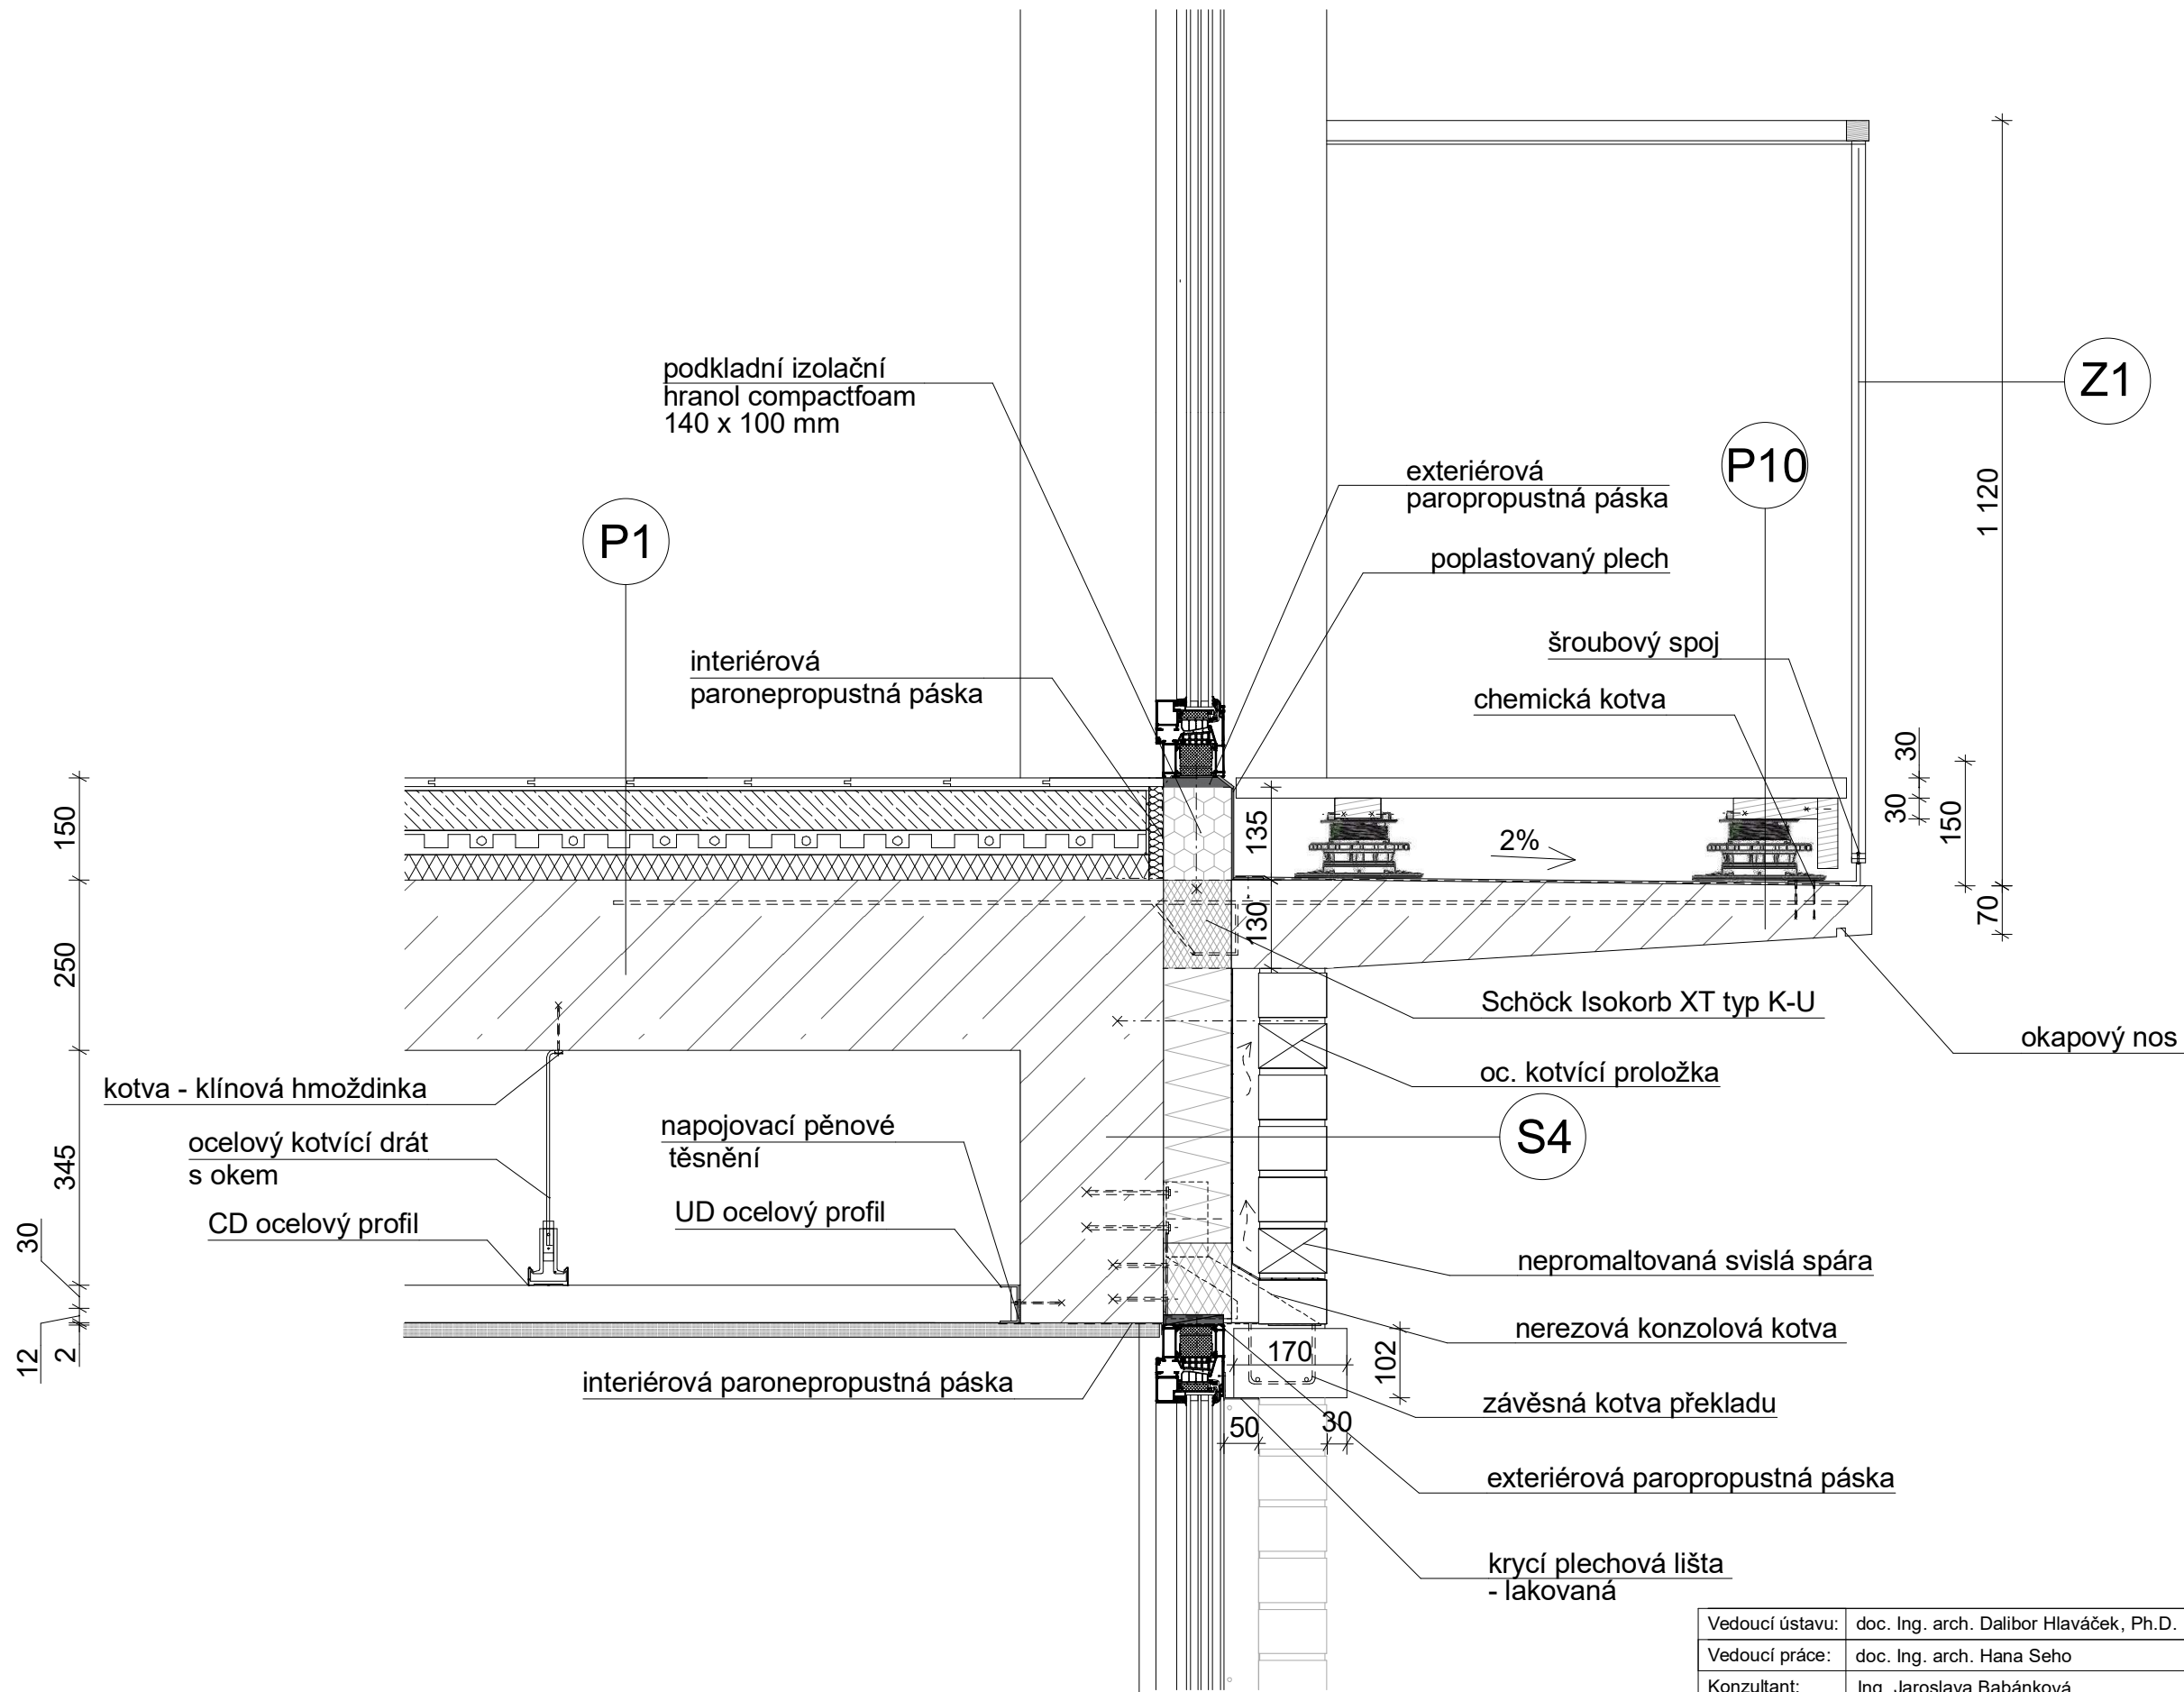 podkladní izolační
hranol compactfoam
140 x 100 mm
Z1
P10
exteriérová
paropropustná páska
1 120
P1
poplastovaný plech
šroubový spoj
interiérová
paronepropustná páska
chemická kotva
30
30
150
150
135
2%
130
70
250
Schöck Isokorb XT typ K-U
okapový nos
oc. kotvící proložka
kotva - klínová hmoždinka
napojovací pěnové
těsnění
S4
ocelový kotvící drát
s okem
345
UD ocelový profil
CD ocelový profil
30
nepromaltovaná svislá spára
nerezová konzolová kotva
12
2
170
102
interiérová paronepropustná páska
závěsná kotva překladu
50
30
exteriérová paropropustná páska
krycí plechová lišta
- lakovaná
Vedoucí ústavu: doc. Ing. arch. Dalibor Hlaváček, Ph.D.
Vedoucí práce: doc. Ing. arch. Hana Seho
Konzultant: Ing. Jaroslava Babánková